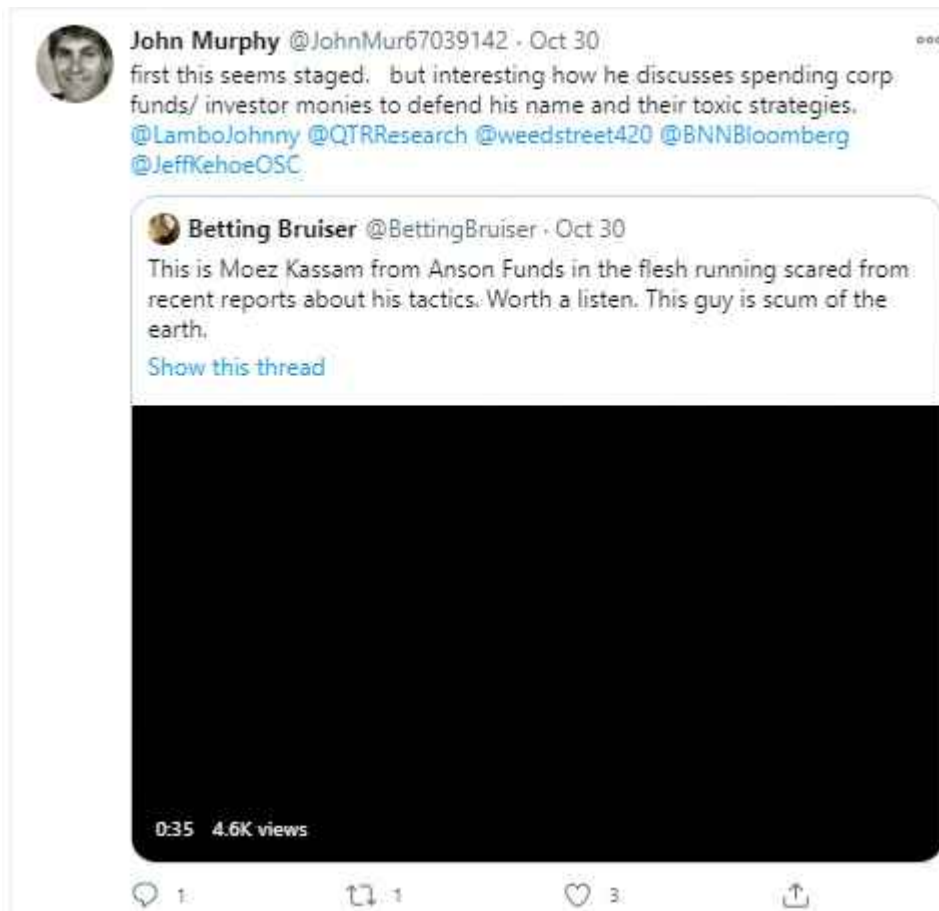 John Murphy @JohnMur67039142 · Oct 30
first this seems staged. but interesting how he discusses spending corp
funds/ investor monies to defend his name and their toxic strategies.
@LamboJohnny @QTRResearch @weedstreet420 @BNNBloomberg
@JeffKehoeOSC
Betting Bruiser @BettingBruiser · Oct 30
This is Moez Kassam from Anson Funds in the flesh running scared from
recent reports about his tactics. Worth a listen. This guy is scum of the
earth.
Show this thread
0:35 4.6K views
1 1 3